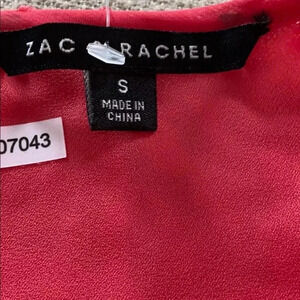 ZAC & RACHEL
S
MADE IN
CHINA
07043